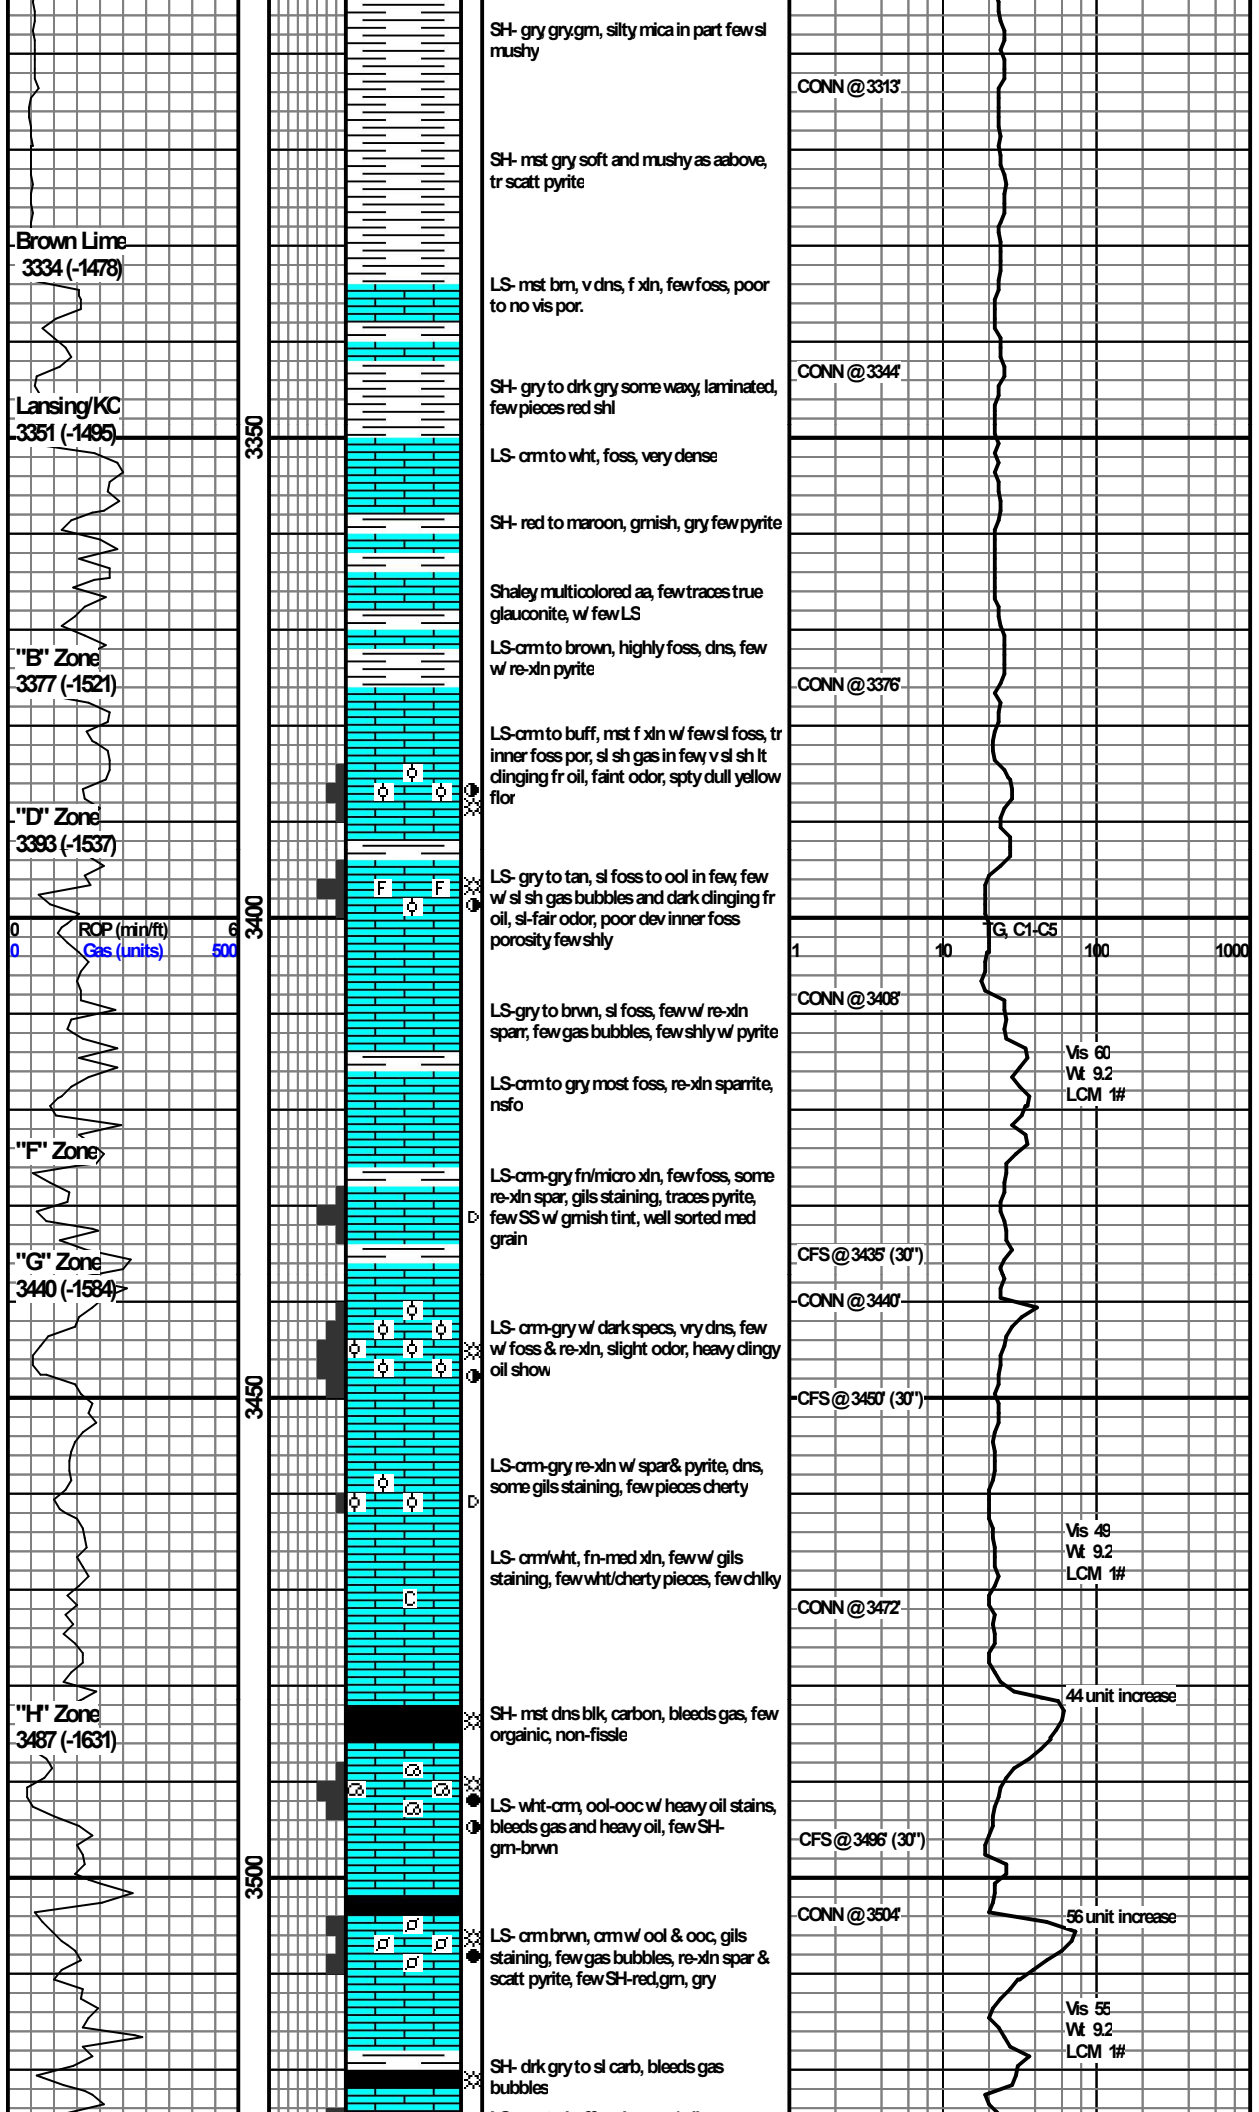 SH- gry gry.grn, silty, mica in part few sl
mushy
CONN @ 3313'
SH- mst gry soft and mushy as aabove,
tr scatt pyrite
Brown Lime
3334 (-1478)
LS- mst brn, v dns, f xln, few foss, poor
to no vis por.
CONN @ 3344'
SH- gry to drk gry some waxy, laminated,
few pieces red shl
Lansing/KC
3351 (-1495)
3350
LS- crm to wht, foss, very dense
SH- red to maroon, grnish, gry, few pyrite
Shaley, multicolored aa, few traces true
glauconite, w/ few LS
LS-crm to brown, highly foss, dns, few
w/ re-xln pyrite
"B" Zone
3377 (-1521)
CONN @ 3376'
LS-crm to buff, mst f xln w/ few sl foss, tr
inner foss por, sl sh gas in few, v sl sh lt
clinging fr oil, faint odor, spty dull yellow
flor
"D" Zone
3393 (-1537)
LS- gry to tan, sl foss to ool in few, few
w/ sl sh gas bubbles and dark clinging fr
oil, sl-fair odor, poor dev inner foss
porosity, few shly
F F
3400
0 ROP (min/ft) 6
0 Gas (units) 500
TG, C1-C5
1 10 100 1000
CONN @ 3408'
LS-gry to brwn, sl foss, few w/ re-xln
sparr, few gas bubbles, few shly w/ pyrite
Vis 60
Wt 9.2
LCM 1#
LS-crm to gry, most foss, re-xln sparrite,
nsfo
"F" Zone
LS-crm-gry, fn/micro xln, few foss, some
re-xln spar, gils staining, traces pyrite,
few SS w/ grnish tint, well sorted med
grain
D
CFS @ 3435' (30")
"G" Zone
3440 (-1584)
CONN @ 3440'
LS- crm-gry w/ dark specs, vry dns, few
w/ foss & re-xln, slight odor, heavy clingy
oil show
3450
CFS @ 3450' (30")
LS-crm-gry, re-xln w/ spar& pyrite, dns,
some gils staining, few pieces cherty
D
Vis 49
Wt 9.2
LCM 1#
LS- crm/wht, fn-med xln, few w/ gils
staining, few wht/cherty pieces, few chlky
C
CONN @ 3472'
44 unit increase
"H" Zone
3487 (-1631)
SH- mst dns blk, carbon, bleeds gas, few
orgainic, non-fissle
LS- wht-crm, ool-ooc w/ heavy oil stains,
bleeds gas and heavy oil, few SH-
grn-brwn
CFS @ 3496' (30")
3500
CONN @ 3504'
56 unit increase
LS- crm brwn, crm w/ ool & ooc, gils
staining, few gas bubbles, re-xln spar &
scatt pyrite, few SH-red,grn, gry
Vis 55
Wt 9.2
LCM 1#
SH- drk gry to sl carb, bleeds gas
bubbles